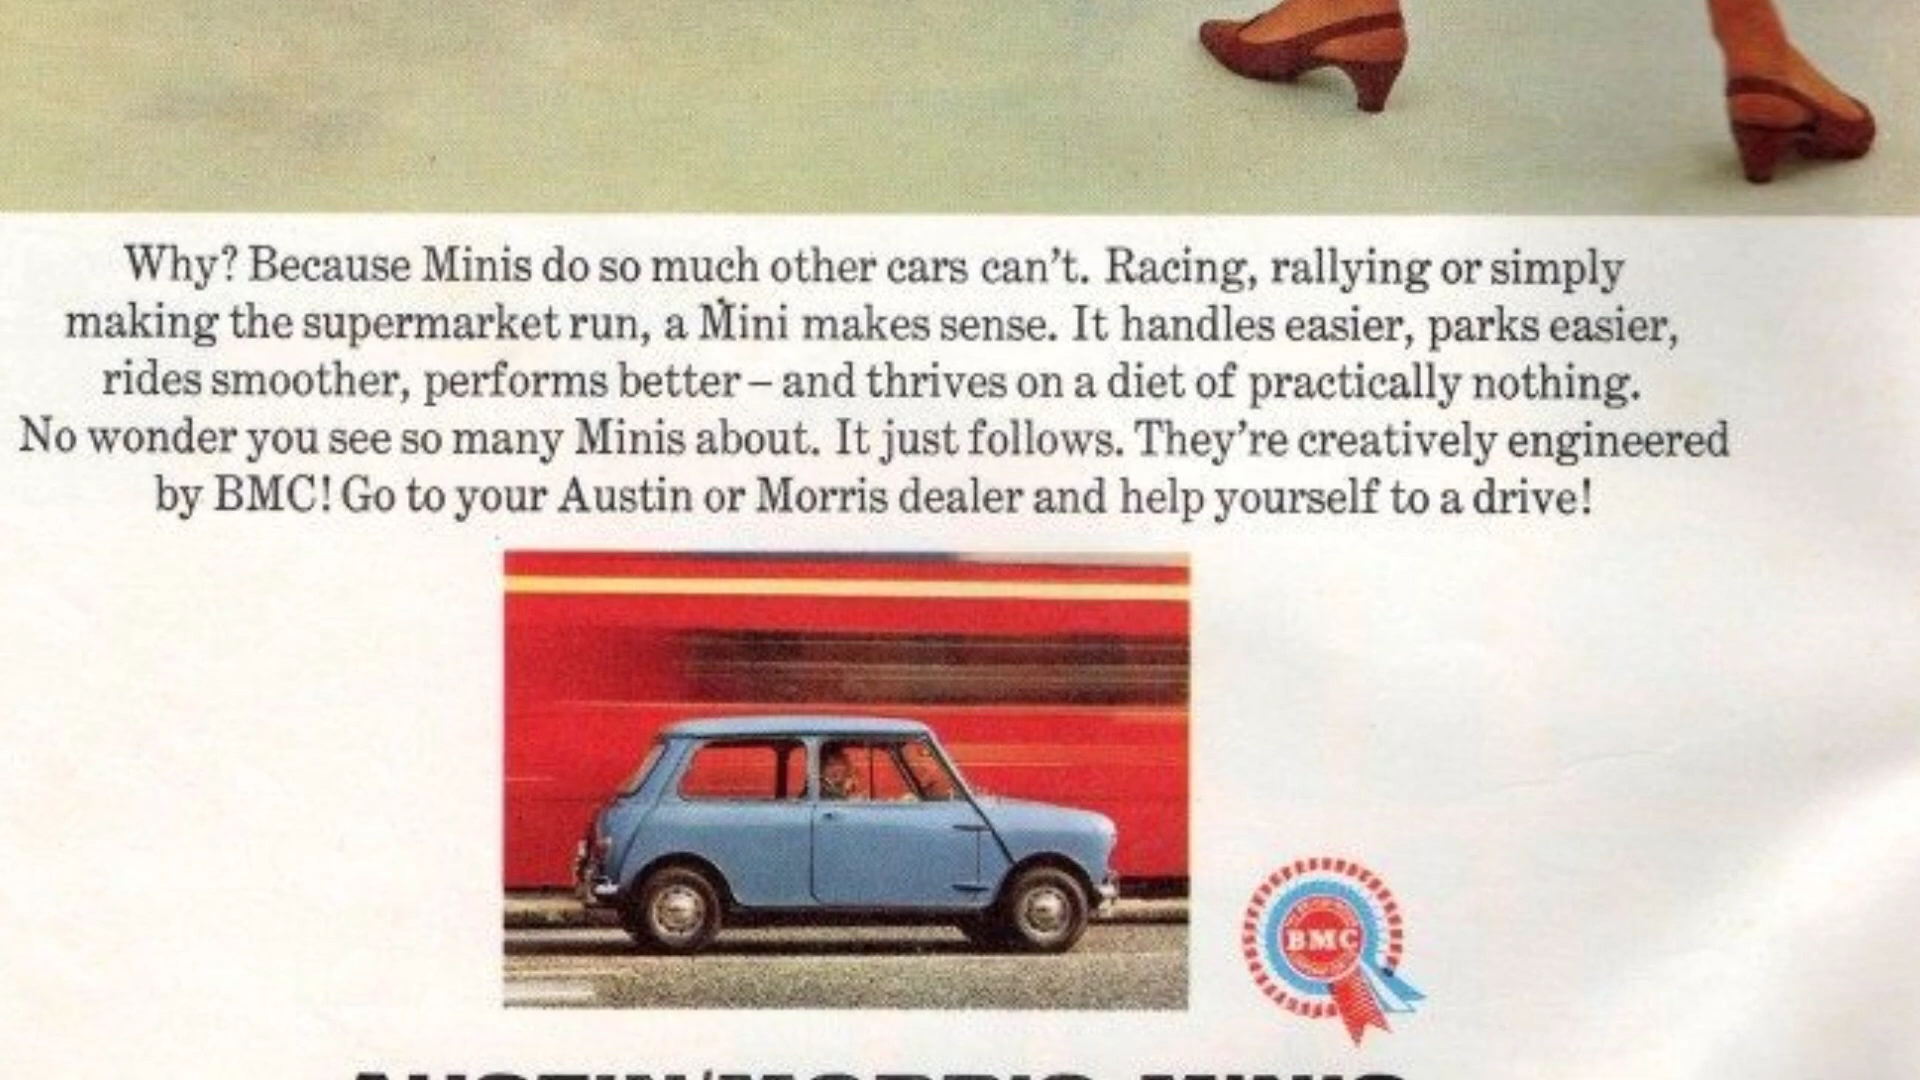 Why? Because Minis do so much other cars can't. Racing, rallying or simply
making the supermarket run, a Mini makes sense. It handles easier, parks easier,
rides smoother, performs better – and thrives on a diet of practically nothing.
No wonder you see so many Minis about. It just follows. They're creatively engineered
by BMC! Go to your Austin or Morris dealer and help yourself to a drive!
BMC
AUSTIN/MORRIS MINIS